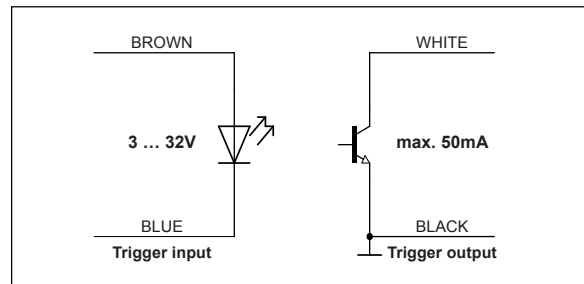 BROWN
WHITE
3 ... 32V
max. 50mA
BLUE
BLACK
Trigger input
Trigger output